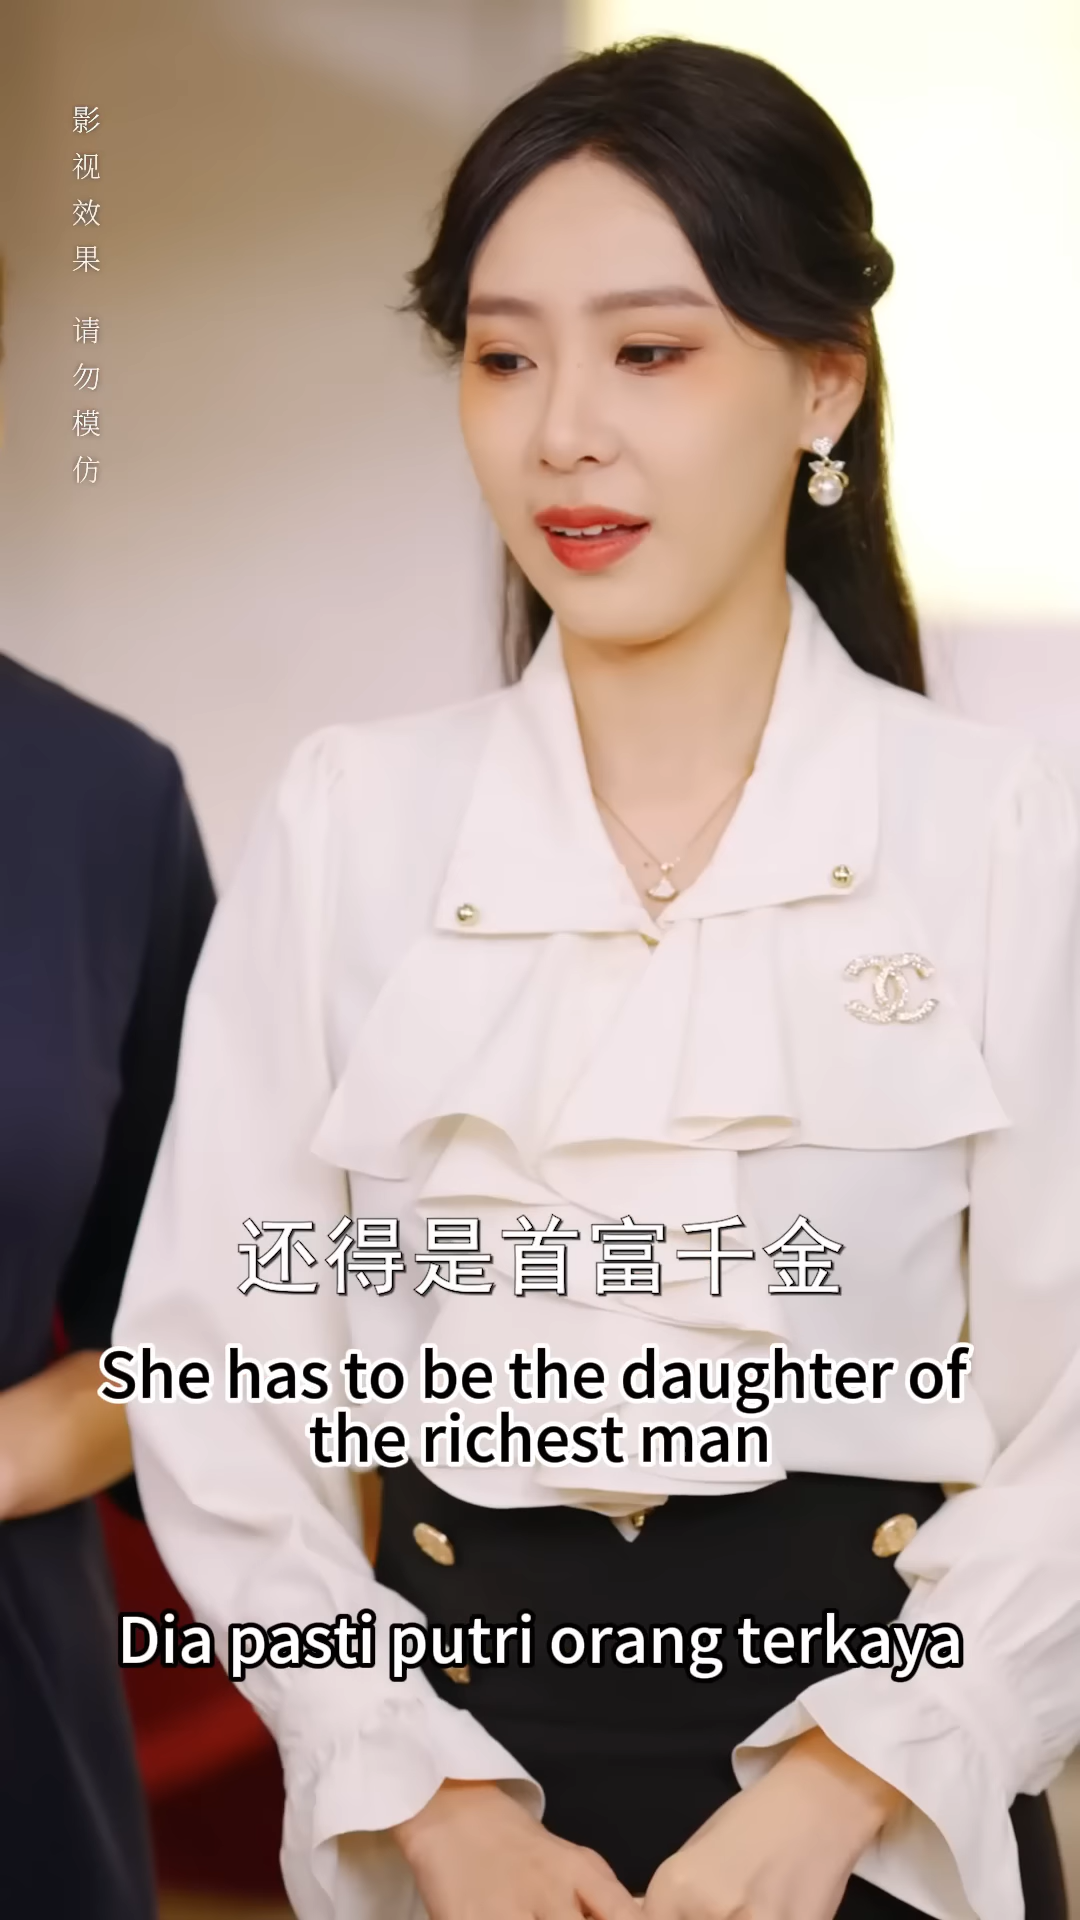 影视效果 请勿模仿
还得是首富千金
She has to be the daughter of
the richest man
Dia pasti putri orang terkaya